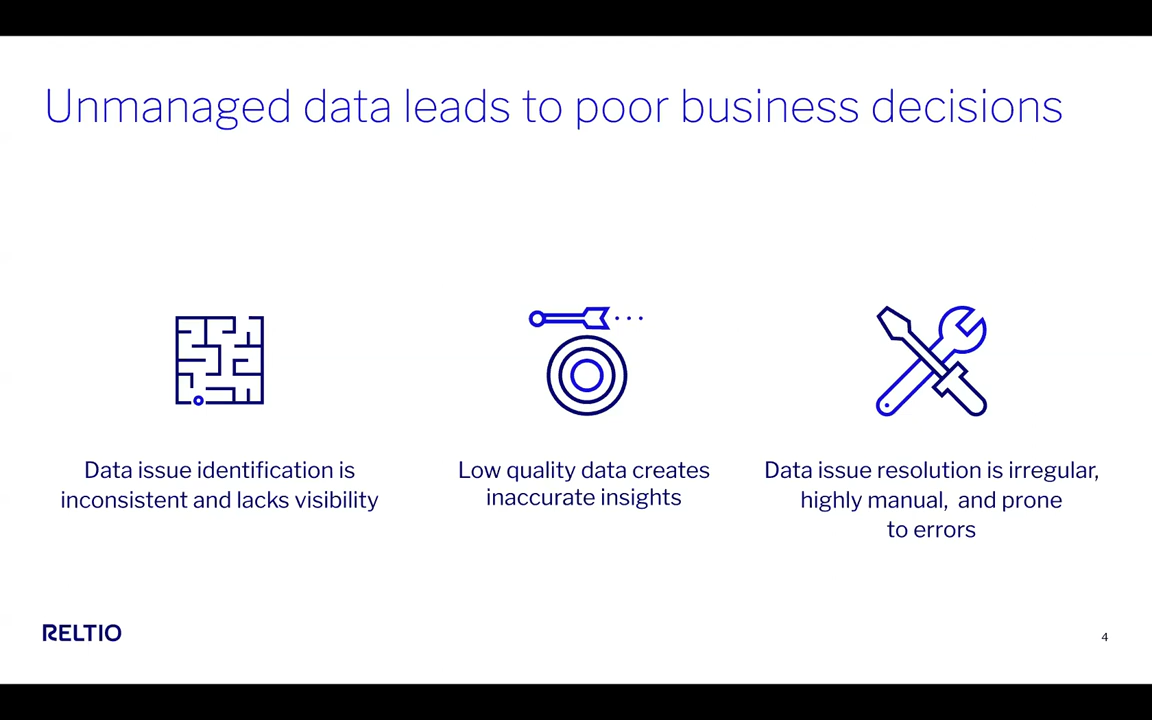 Unmanaged data leads to poor business decisions
Data issue identification is
inconsistent and lacks visibility
Low quality data creates
inaccurate insights
Data issue resolution is irregular,
highly manual,  and prone
to errors
RELTIO
4